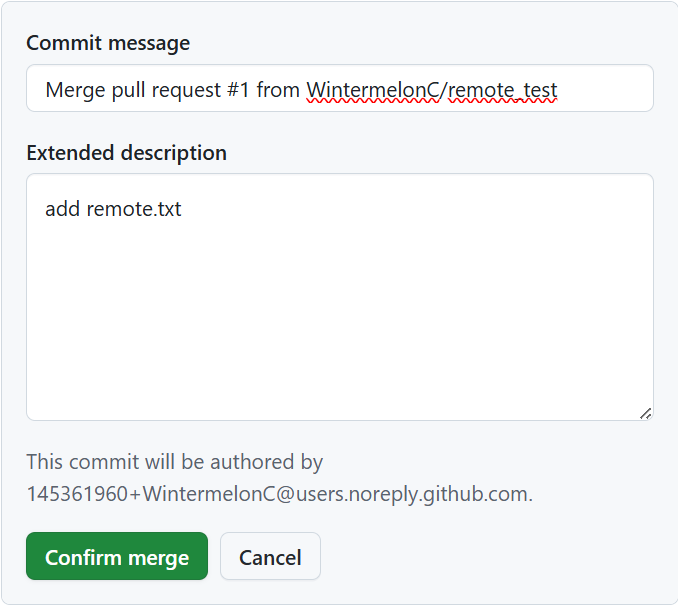 Commit message
Merge pull request #1 from WintermelonC/remote_test
Extended description
add remote.txt
This commit will be authored by
145361960+WintermelonC@users.noreply.github.com.
Confirm merge
Cancel